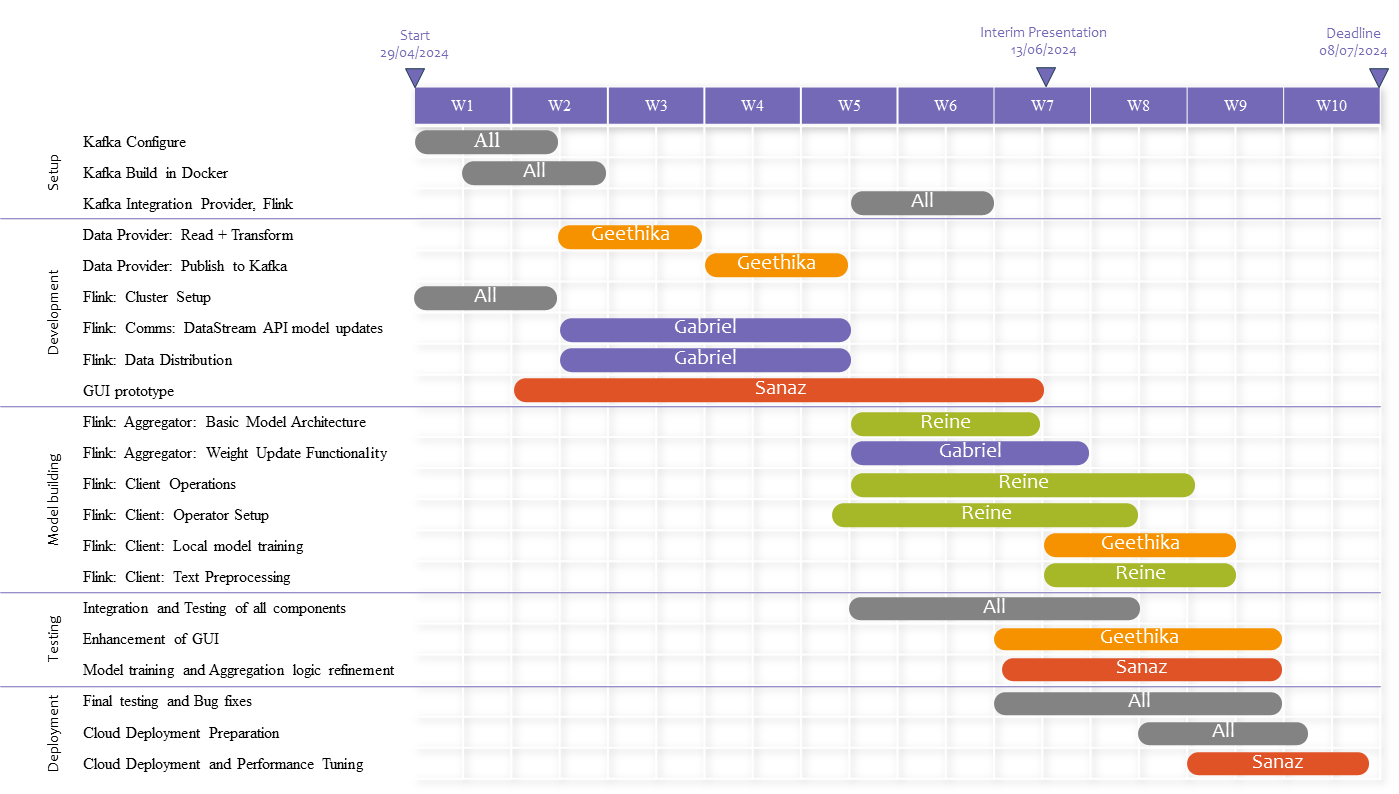 Start
29/04/2024
Interim Presentation
13/06/2024
Deadline
08/07/2024
W1 W2 W3 W4 W5 W6 W7 W8 W9 W10
Setup
Kafka Configure All
Kafka Build in Docker All
Kafka Integration Provider, Flink All
Development
Data Provider: Read + Transform Geethika
Data Provider: Publish to Kafka Geethika
Flink: Cluster Setup All
Flink: Comms: DataStream API model updates Gabriel
Flink: Data Distribution Gabriel
GUI prototype Sanaz
Model building
Flink: Aggregator: Basic Model Architecture Reine
Flink: Aggregator: Weight Update Functionality Gabriel
Flink: Client Operations Reine
Flink: Client: Operator Setup Reine
Flink: Client: Local model training Geethika
Flink: Client: Text Preprocessing Reine
Testing
Integration and Testing of all components All
Enhancement of GUI Geethika
Model training and Aggregation logic refinement Sanaz
Deployment
Final testing and Bug fixes All
Cloud Deployment Preparation All
Cloud Deployment and Performance Tuning Sanaz